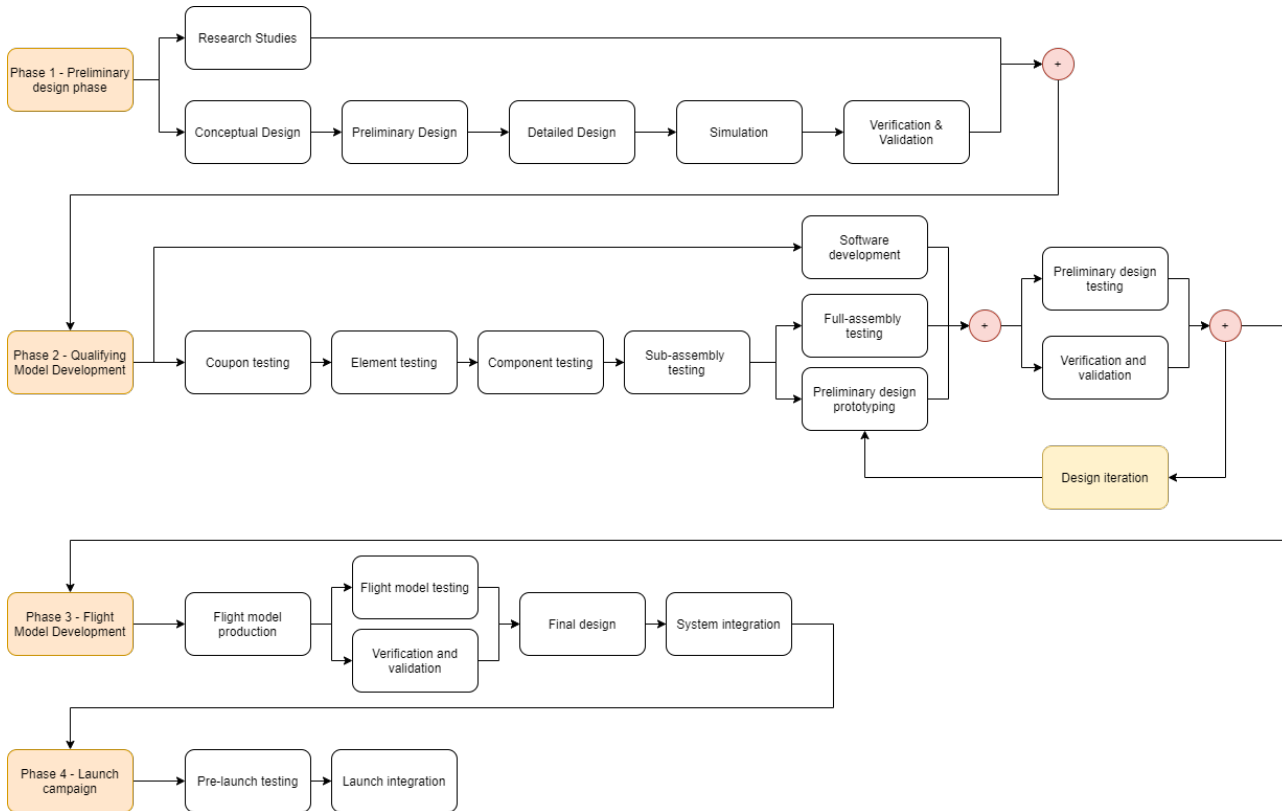 Research Studies
Phase 1 - Preliminary
design phase
+
Conceptual Design
Preliminary Design
Detailed Design
Simulation
Verification &
Validation
Software
development
Preliminary design
testing
Phase 2 - Qualifying
Model Development
Coupon testing
Element testing
Component testing
Sub-assembly
testing
Full-assembly
testing
+
+
Preliminary design
prototyping
Verification and
validation
Design iteration
Phase 3 - Flight
Model Development
Flight model
production
Flight model testing
Verification and
validation
Final design
System integration
Phase 4 - Launch
campaign
Pre-launch testing
Launch integration